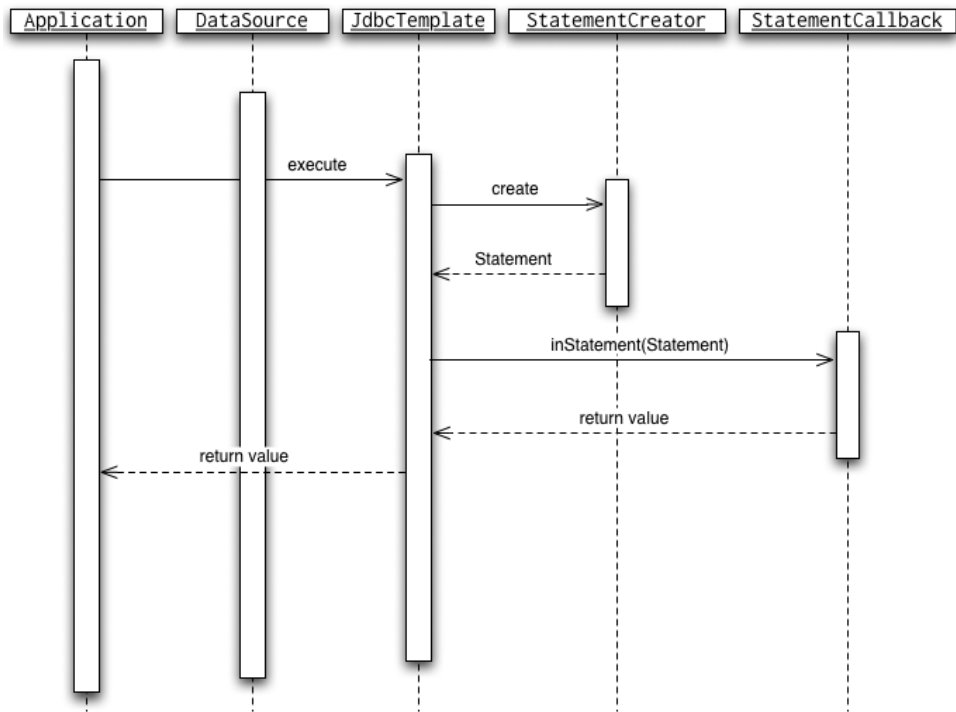 Application
DataSource
JdbcTemplate
StatementCreator
StatementCallback
execute
create
Statement
inStatement(Statement)
return value
return value